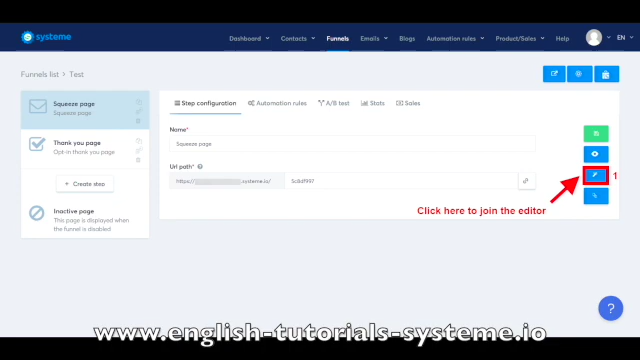 systeme
Dashboard Contacts Funnels Emails Blogs Automation rules Product/Sales Help EN
Funnels list > Test
Squeeze page
Squeeze page
Thank you page
Opt-in thank you page
+ Create step
Inactive page
This page is displayed when
the funnel is disabled
Step configuration Automation rules A/B test Stats Sales
Name*
Squeeze page
Url path*
https:// .systeme.io/ 5c8df997
1
Click here to join the editor
?
www.english-tutorials-systeme.io